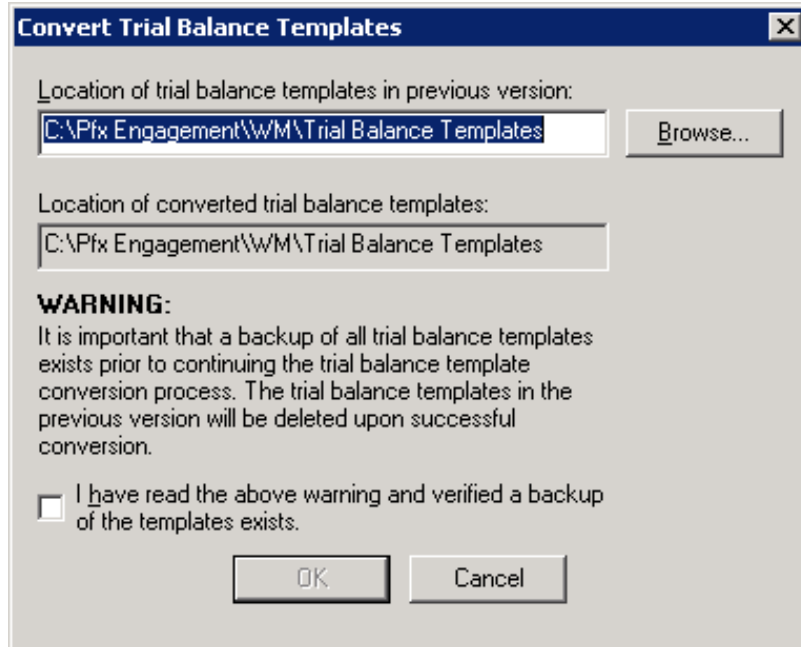 Convert Trial Balance Templates
Location of trial balance templates in previous version:
C:\Pfx Engagement\WM\Trial Balance Templates
Browse...
Location of converted trial balance templates:
C:\Pfx Engagement\WM\Trial Balance Templates
WARNING:
It is important that a backup of all trial balance templates
exists prior to continuing the trial balance template
conversion process. The trial balance templates in the
previous version will be deleted upon successful
conversion.
I have read the above warning and verified a backup
of the templates exists.
OK
Cancel